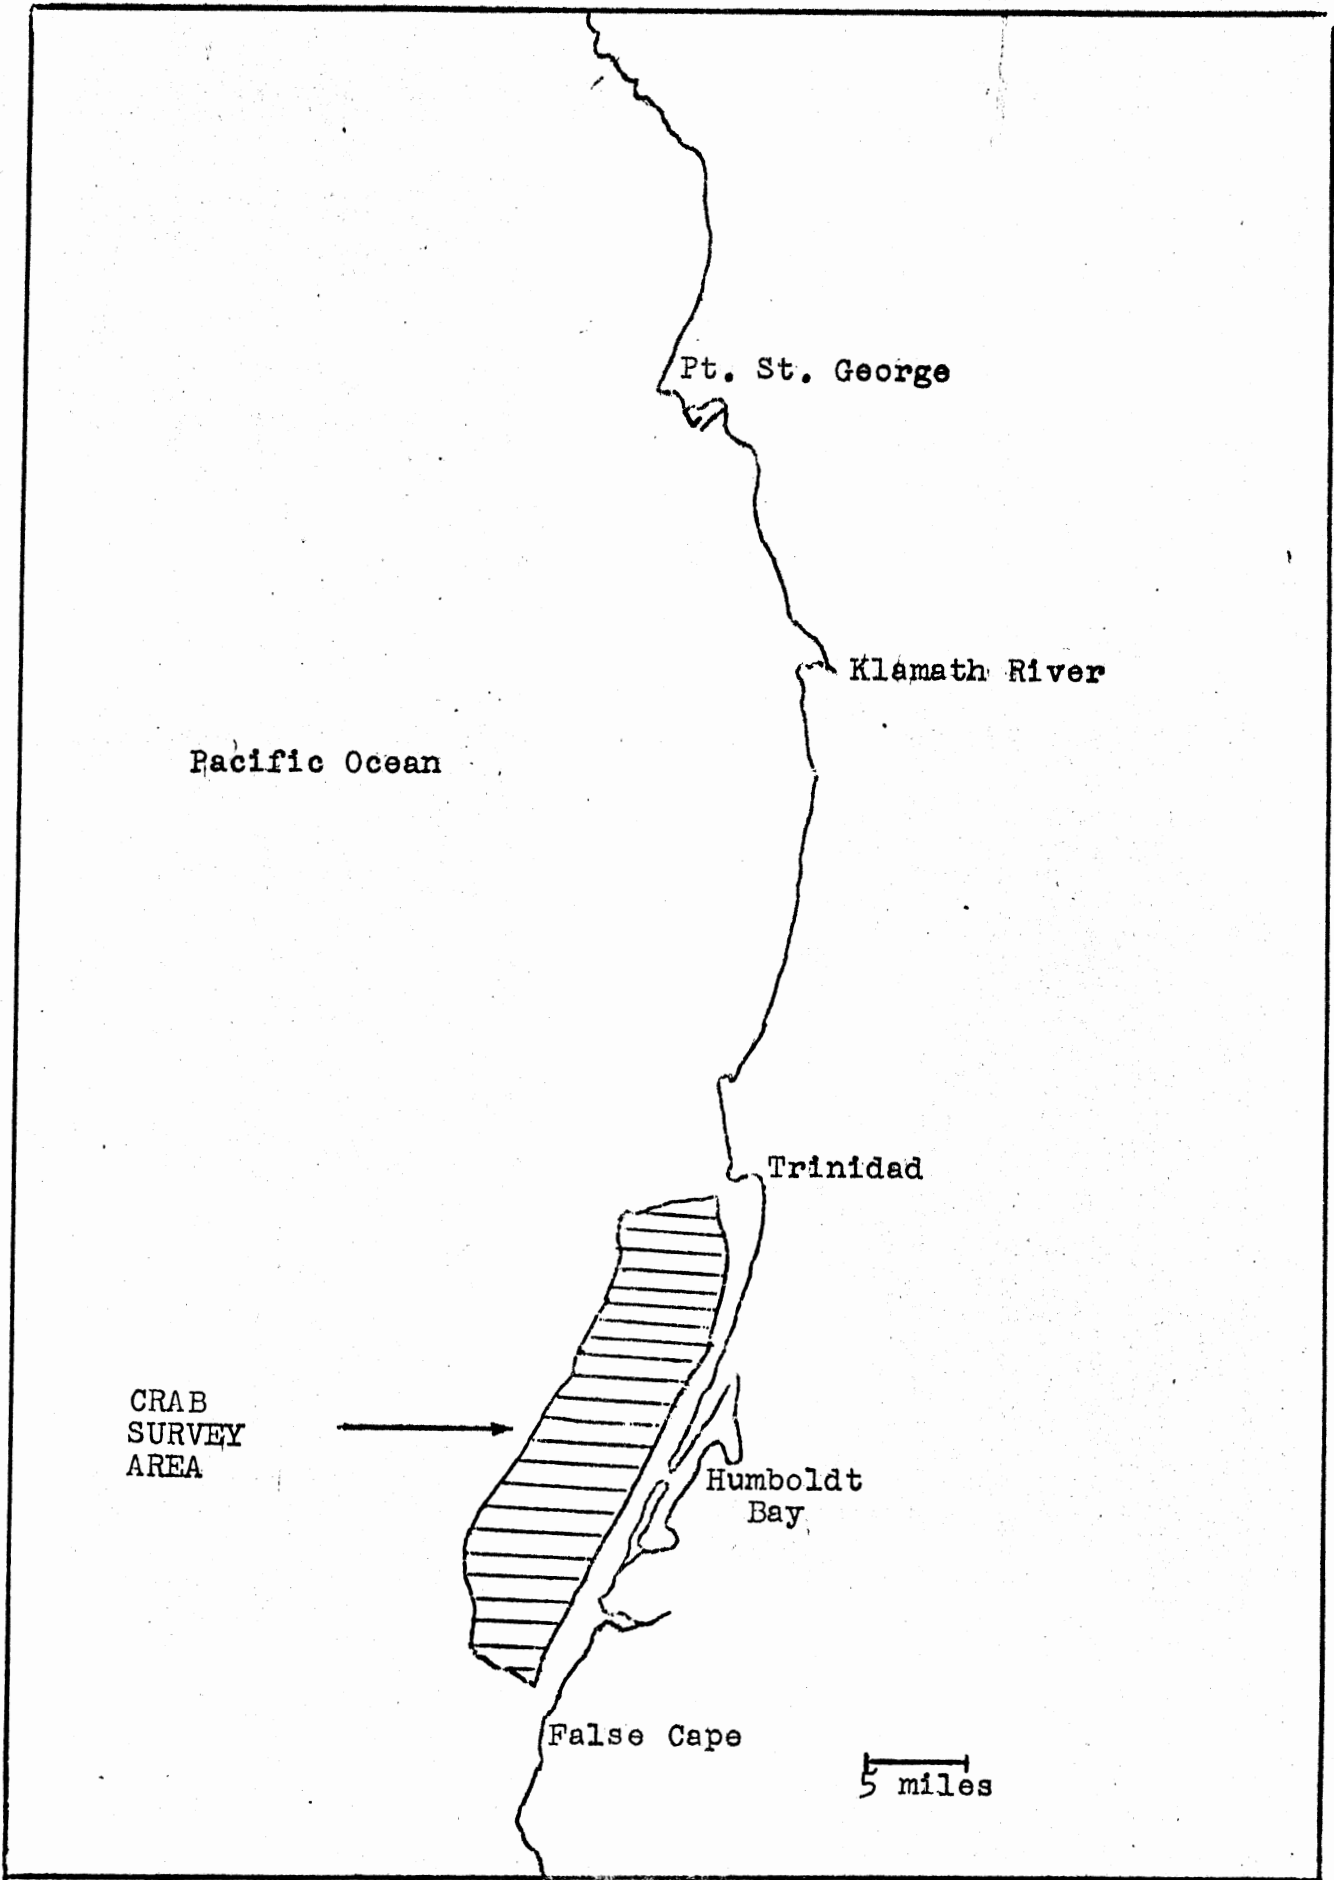 Pt. St. George
Klamath River
Pacific Ocean
Trinidad
CRAB
SURVEY
AREA
Humboldt
Bay
False Cape
5 miles